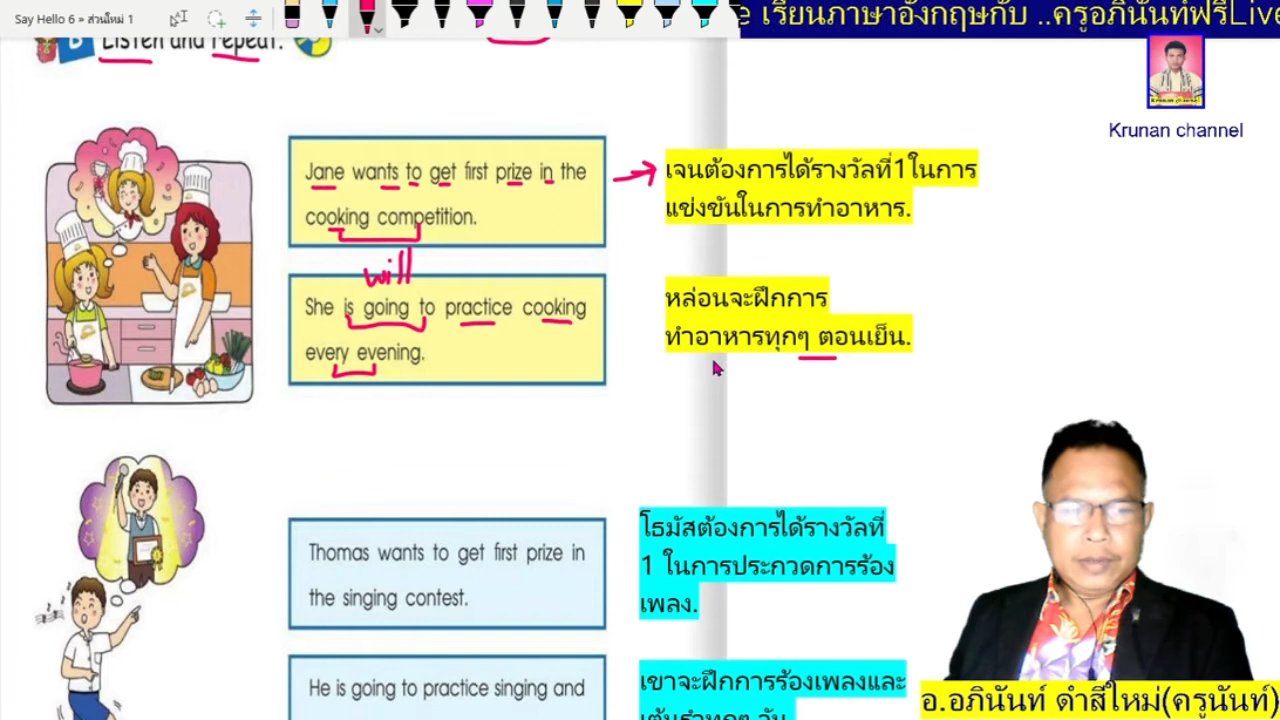 Say Hello 6 » ส่วนใหม่ 1
e เรียนภาษาอังกฤษกับ ..ครูอภินันท์ฟรีLive
B Listen and repeat.
Krunan channel
Jane wants to get first prize in the
cooking competition.
เจนต้องการได้รางวัลที่1ในการ
แข่งขันในการทำอาหาร.
will
She is going to practice cooking
every evening.
หล่อนจะฝึกการ
ทำอาหารทุกๆ ตอนเย็น.
Thomas wants to get first prize in
the singing contest.
โธมัสต้องการได้รางวัลที่
1 ในการประกวดการร้อง
เพลง.
He is going to practice singing and
เขาจะฝึกการร้องเพลงและ
เต้นรำทุกๆ วัน
อ.อภินันท์ ดำสีใหม่(ครูนันท์)